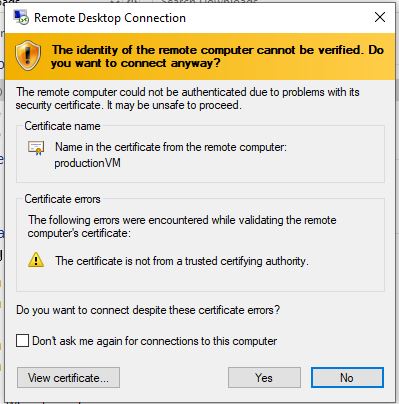 Remote Desktop Connection
The identity of the remote computer cannot be verified. Do
you want to connect anyway?
The remote computer could not be authenticated due to problems with its
security certificate. It may be unsafe to proceed.
Certificate name
Name in the certificate from the remote computer:
productionVM
Certificate errors
The following errors were encountered while validating the remote
computer's certificate:
The certificate is not from a trusted certifying authority.
Do you want to connect despite these certificate errors?
Don't ask me again for connections to this computer
View certificate...
Yes
No